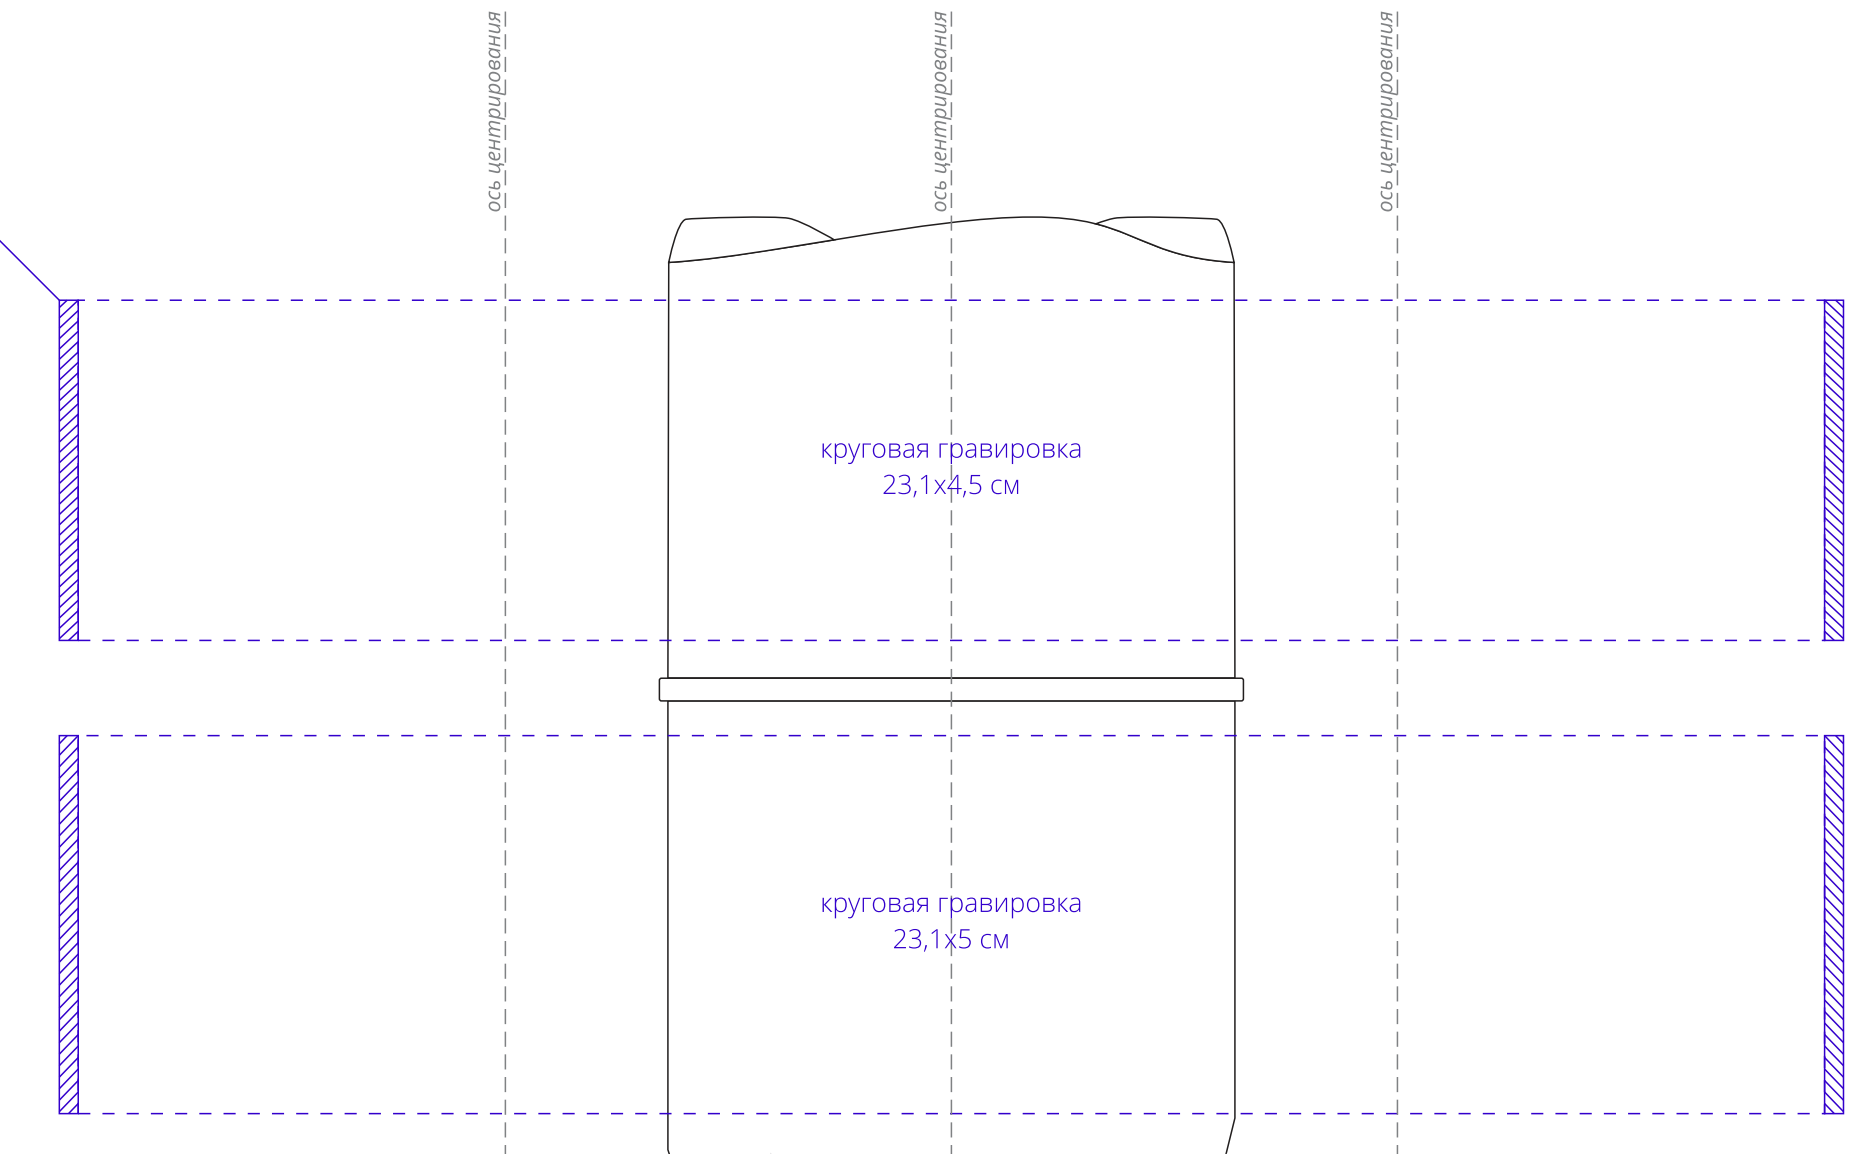 ось центрирования
ось центрирования
ось центрирования
круговая гравировка
23,1х4,5 см
круговая гравировка
23,1х5 см